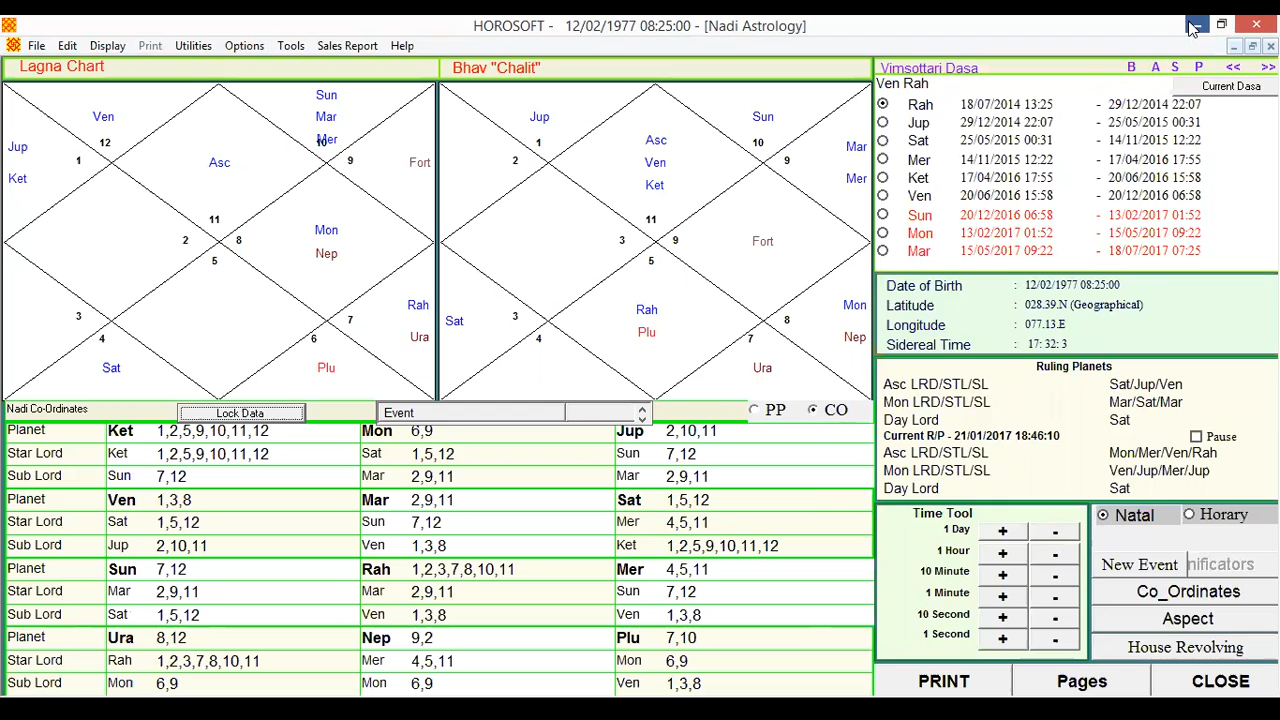 HOROSOFT - 12/02/1977 08:25:00 - [Nadi Astrology]
File Edit Display Print Utilities Options Tools Sales Report Help
Lagna Chart
Bhav "Chalit"
Vimsottari Dasa B A S P << >>
Ven Rah Current Dasa
Rah 18/07/2014 13:25 - 29/12/2014 22:07
Jup 29/12/2014 22:07 - 25/05/2015 00:31
Sat 25/05/2015 00:31 - 14/11/2015 12:22
Mer 14/11/2015 12:22 - 17/04/2016 17:55
Ket 17/04/2016 17:55 - 20/06/2016 15:58
Ven 20/06/2016 15:58 - 20/12/2016 06:58
Sun 20/12/2016 06:58 - 13/02/2017 01:52
Mon 13/02/2017 01:52 - 15/05/2017 09:22
Mar 15/05/2017 09:22 - 18/07/2017 07:25
Sun
Ven Mar
12 Mer
10
Jup 1 Asc 9 Fort
Ket
11 Mon
2 8
Nep
5
Rah
3 7
Ura
4 6
Sat Plu
Jup Sun
1 Asc 10 Mar
2 Ven 9
Ket Mer
11
3 9 Fort
5
Rah Mon
Sat 3 8
Plu Nep
4 7
Ura
Date of Birth : 12/02/1977 08:25:00
Latitude : 028.39.N (Geographical)
Longitude : 077.13.E
Sidereal Time : 17: 32: 3
Ruling Planets
Asc LRD/STL/SL Sat/Jup/Ven
Mon LRD/STL/SL Mar/Sat/Mar
Day Lord Sat
Current R/P - 21/01/2017 18:46:10 Pause
Asc LRD/STL/SL Mon/Mer/Ven/Rah
Mon LRD/STL/SL Ven/Jup/Mer/Jup
Day Lord Sat
Nadi Co-Ordinates Lock Data Event PP CO
Planet Ket 1,2,5,9,10,11,12 Mon 6,9 Jup 2,10,11
Star Lord Ket 1,2,5,9,10,11,12 Sat 1,5,12 Sun 7,12
Sub Lord Sun 7,12 Mar 2,9,11 Mar 2,9,11
Planet Ven 1,3,8 Mar 2,9,11 Sat 1,5,12
Star Lord Sat 1,5,12 Sun 7,12 Mer 4,5,11
Sub Lord Jup 2,10,11 Ven 1,3,8 Ket 1,2,5,9,10,11,12
Planet Sun 7,12 Rah 1,2,3,7,8,10,11 Mer 4,5,11
Star Lord Mar 2,9,11 Mar 2,9,11 Sun 7,12
Sub Lord Sat 1,5,12 Ven 1,3,8 Ven 1,3,8
Planet Ura 8,12 Nep 9,2 Plu 7,10
Star Lord Rah 1,2,3,7,8,10,11 Mer 4,5,11 Mon 6,9
Sub Lord Mon 6,9 Mon 6,9 Ven 1,3,8
Time Tool
1 Day + -
1 Hour + -
10 Minute + -
1 Minute + -
10 Second + -
1 Second + -
Natal Horary
New Event nificators
Co_Ordinates
Aspect
House Revolving
PRINT Pages CLOSE